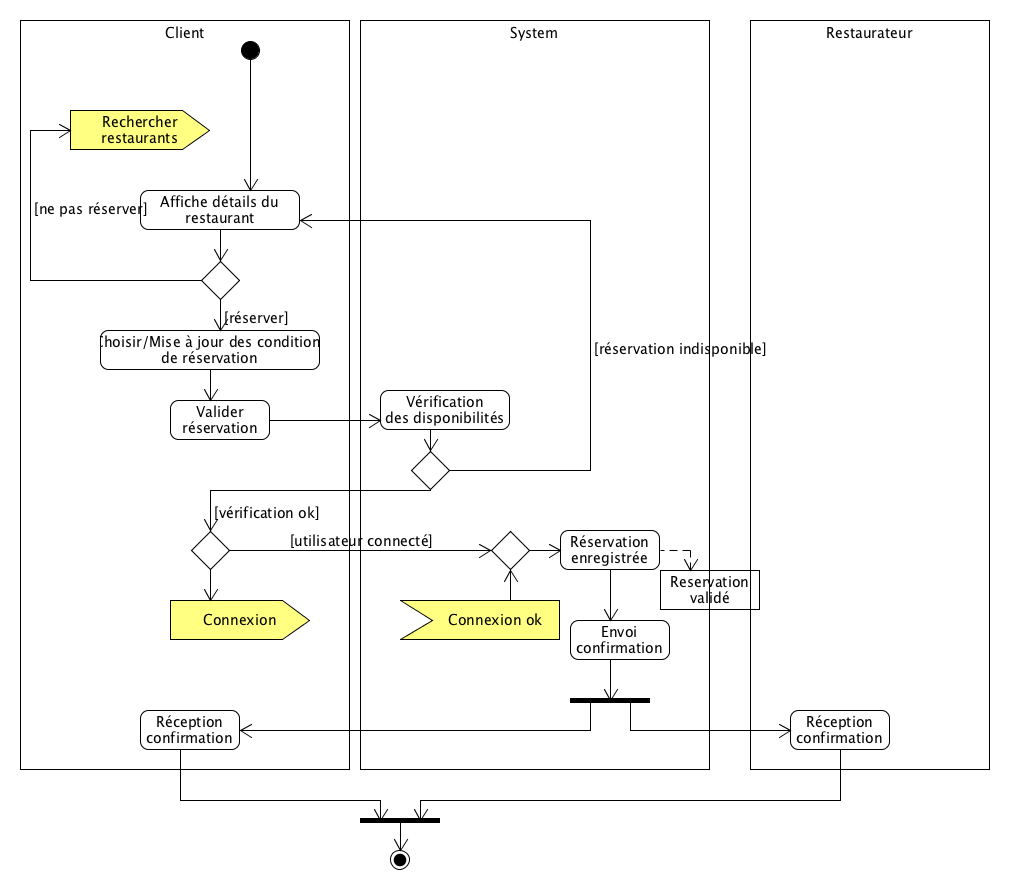 Client
System
Restaurateur
Rechercher
restaurants
Affiche détails du
restaurant
[ne pas réserver]
[réserver]
hoisir/Mise à jour des condition
de réservation
[réservation indisponible]
Valider
réservation
Vérification
des disponibilités
[vérification ok]
[utilisateur connecté]
Réservation
enregistrée
Reservation
validé
Connexion
Connexion ok
Envoi
confirmation
Réception
confirmation
Réception
confirmation